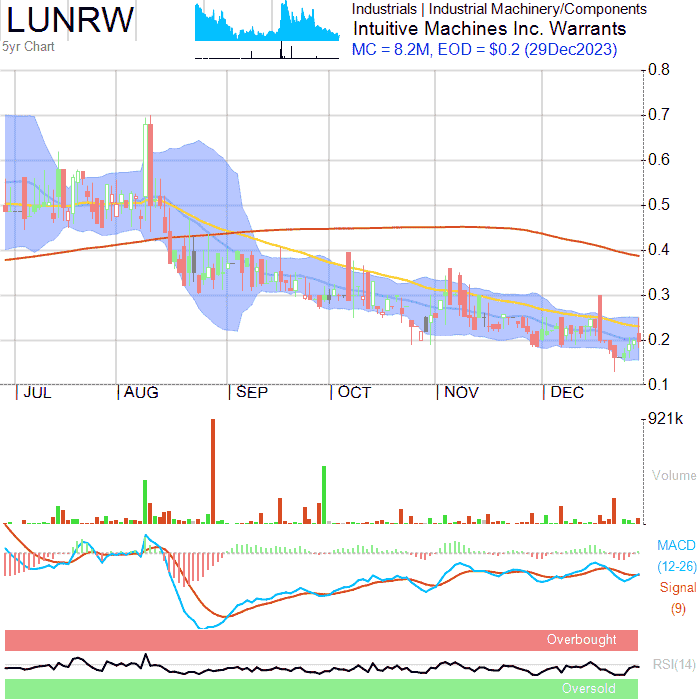 LUNRW
5yr Chart
Industrials | Industrial Machinery/Components
Intuitive Machines Inc. Warrants
MC = 8.2M, EOD = $0.2 (29Dec2023)
0.8
0.7
0.6
0.5
0.4
0.3
0.2
0.1
JUL AUG SEP OCT NOV DEC
921k
Volume
MACD
(12-26)
Signal
(9)
Overbought
RSI(14)
Oversold